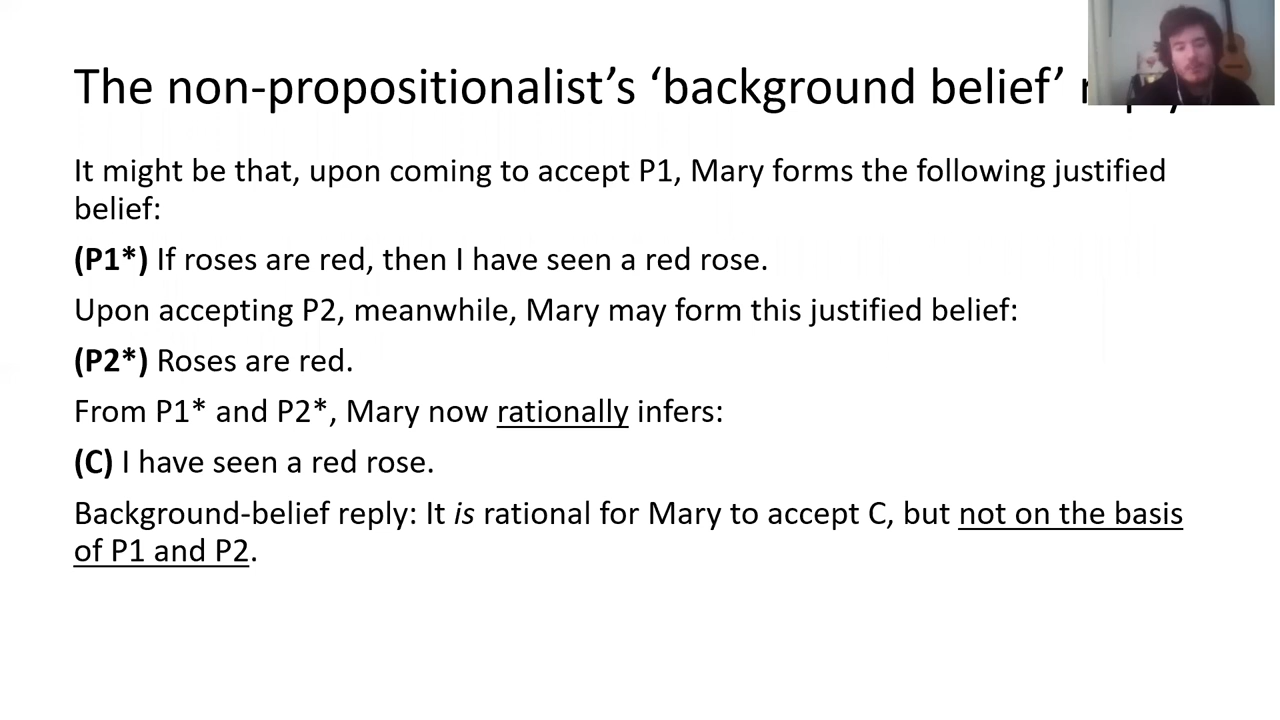 The non-propositionalist’s ‘background belief’
It might be that, upon coming to accept P1, Mary forms the following justified
belief:
(P1*) If roses are red, then I have seen a red rose.
Upon accepting P2, meanwhile, Mary may form this justified belief:
(P2*) Roses are red.
From P1* and P2*, Mary now rationally infers:
(C) I have seen a red rose.
Background-belief reply: It is rational for Mary to accept C, but not on the basis
of P1 and P2.